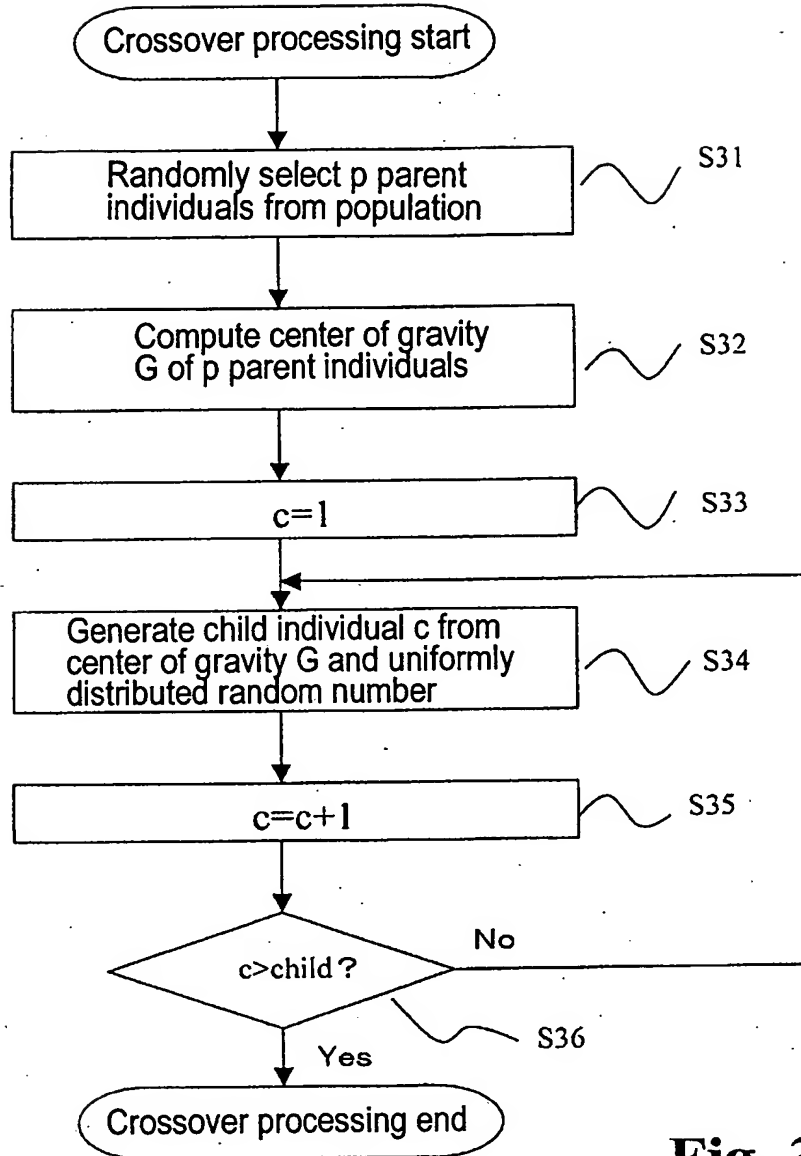 Crossover processing start
Randomly select p parent
individuals from population
S31
Compute center of gravity
G of p parent individuals
S32
c=1
S33
Generate child individual c from
center of gravity G and uniformly
distributed random number
S34
c=c+1
S35
c>child?
No
S36
Yes
Crossover processing end
Fig.